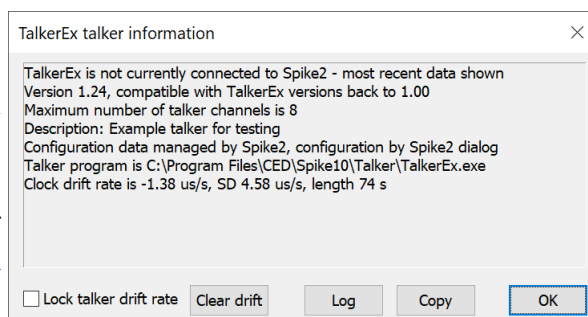 TalkerEx talker information
TalkerEx is not currently connected to Spike2 - most recent data shown
Version 1.24, compatible with TalkerEx versions back to 1.00
Maximum number of talker channels is 8
Description: Example talker for testing
Configuration data managed by Spike2, configuration by Spike2 dialog
Talker program is C:\Program Files\CED\Spike10\Talker\TalkerEx.exe
Clock drift rate is -1.38 us/s, SD 4.58 us/s, length 74 s
Lock talker drift rate Clear drift Log Copy OK